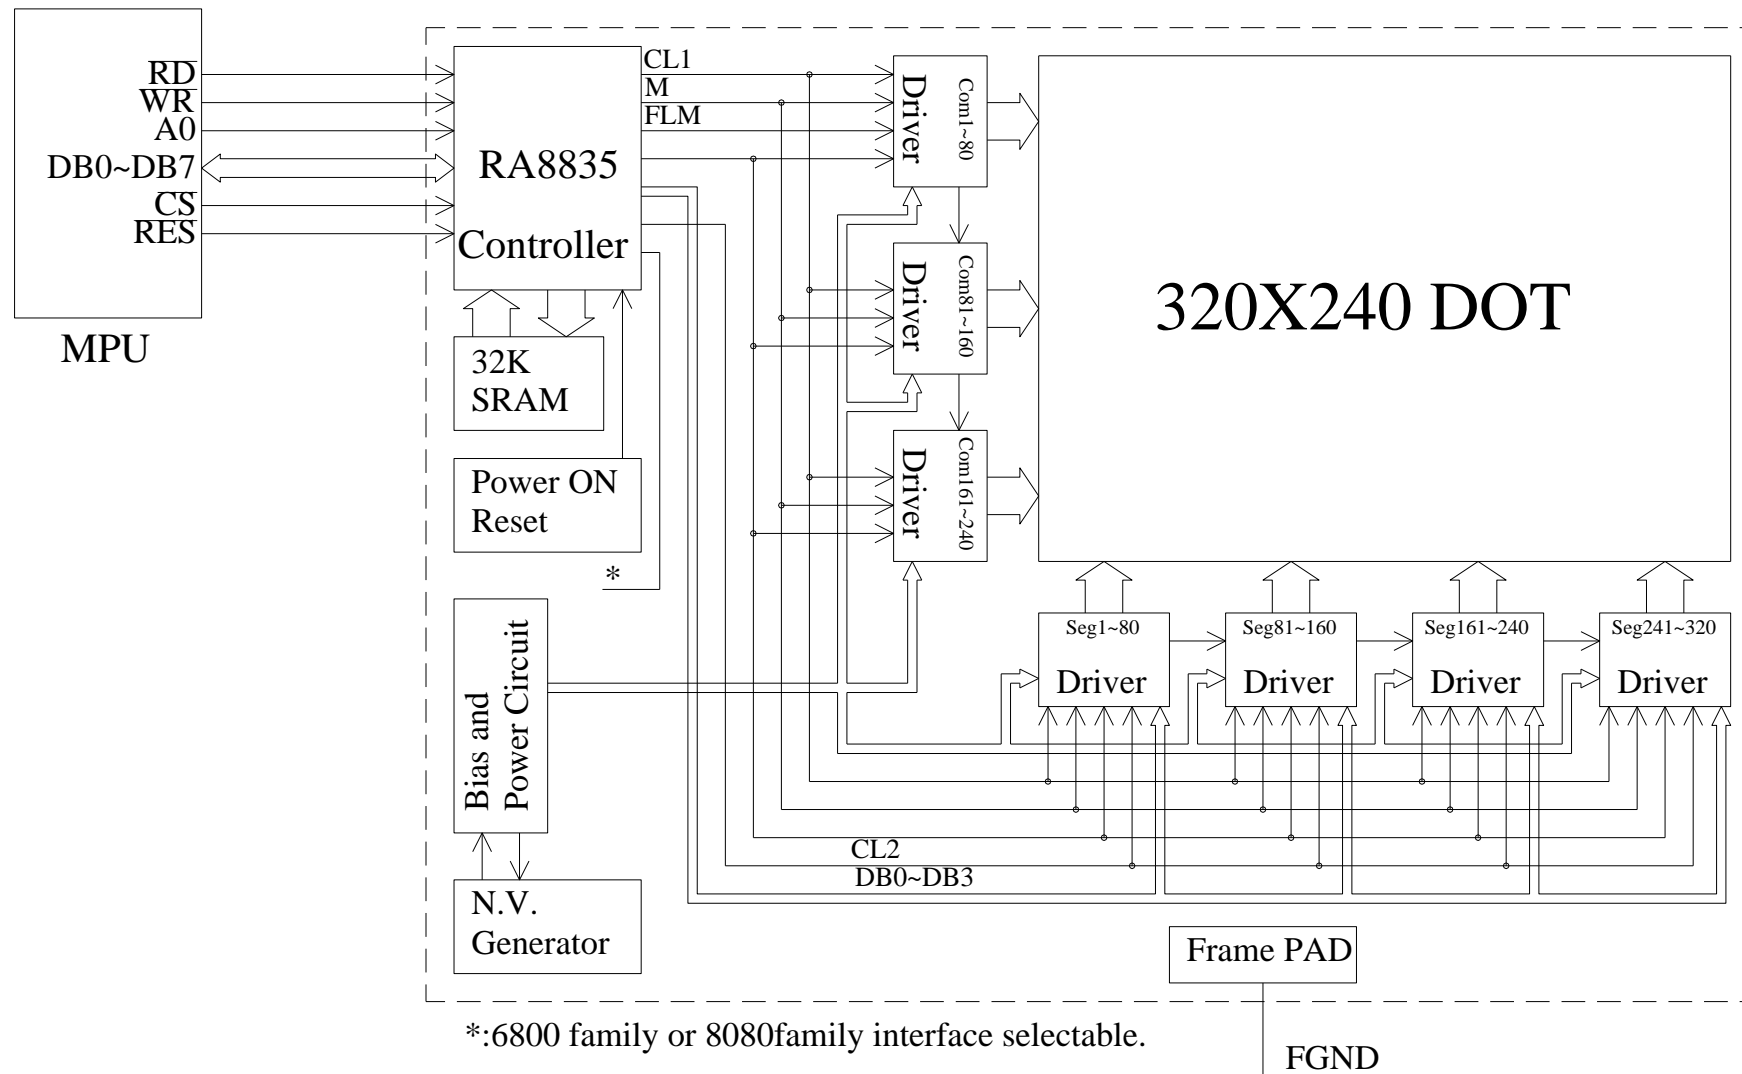 RD
WR
A0
DB0~DB7
CS
RES
MPU
RA8835
Controller
CL1
M
FLM
32K
SRAM
Power ON
Reset
*
Bias and
Power Circuit
N.V.
Generator
Driver
Com1~80
Driver
Com81~160
Driver
Com161~240
320X240 DOT
Seg1~80
Driver
Seg81~160
Driver
Seg161~240
Driver
Seg241~320
Driver
CL2
DB0~DB3
Frame PAD
*:6800 family or 8080family interface selectable.
FGND